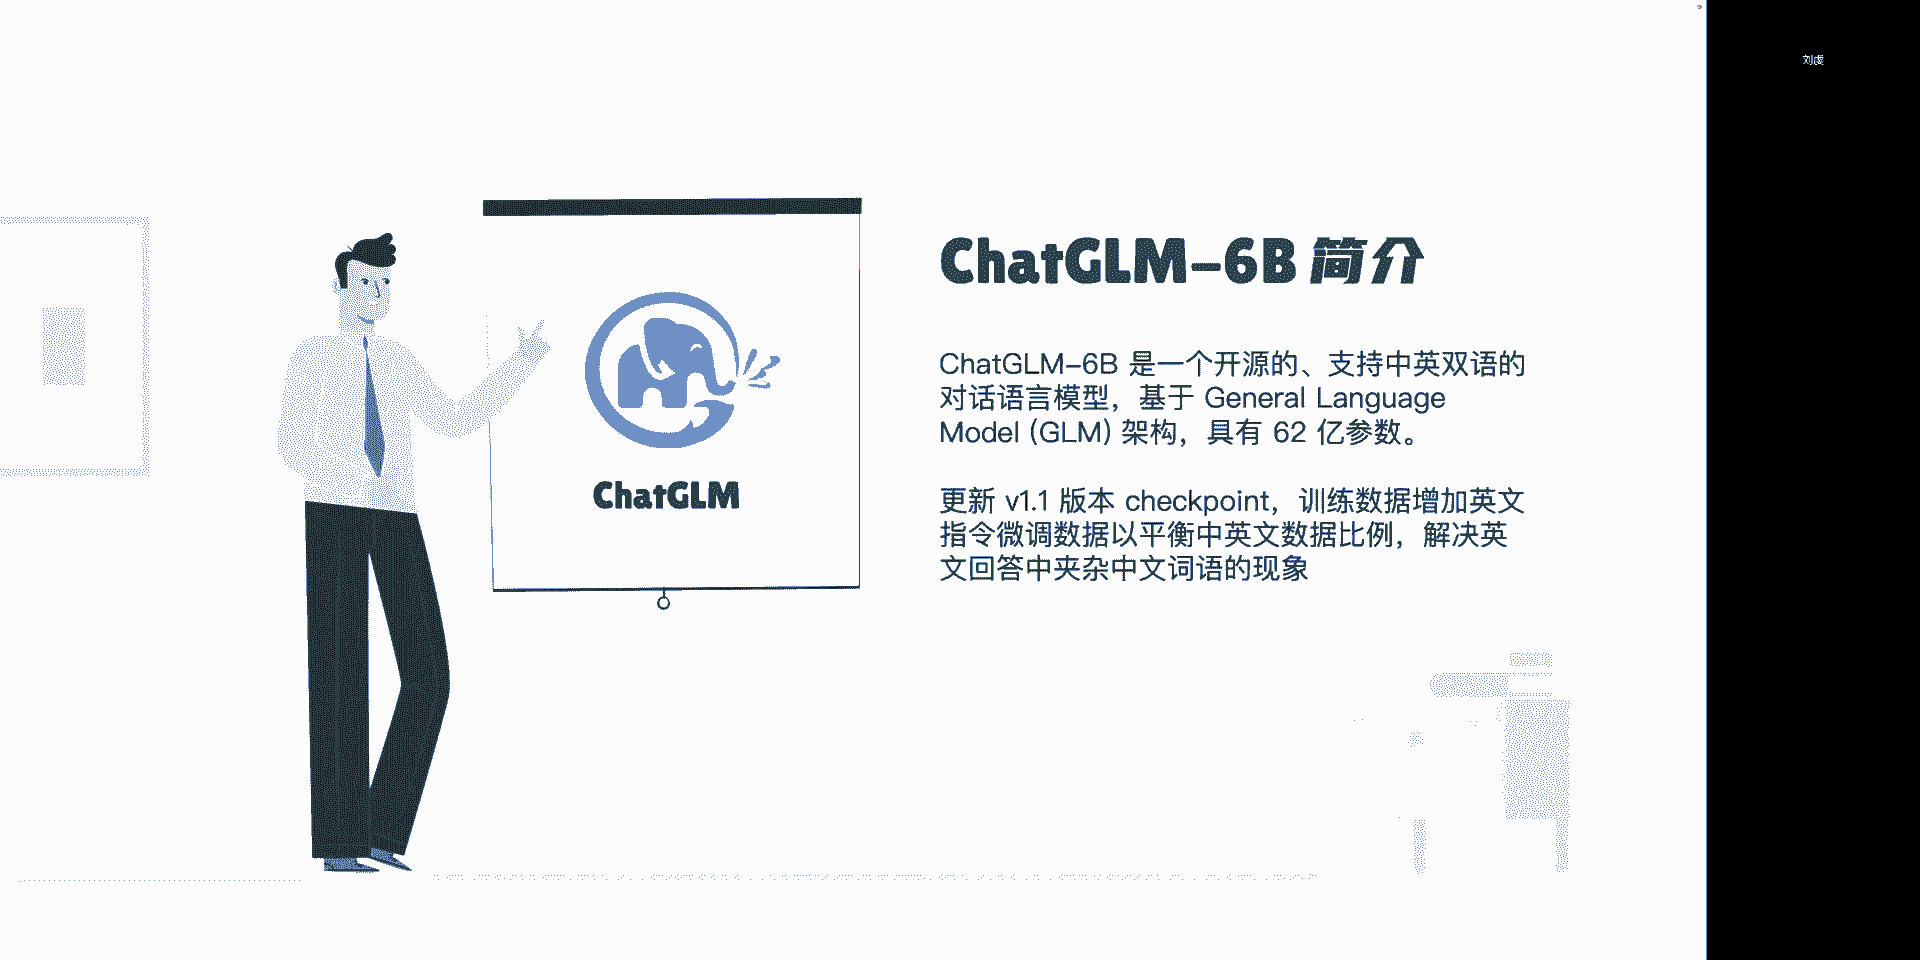 刘虔
ChatGLM
ChatGLM-6B 简介
ChatGLM-6B 是一个开源的、支持中英双语的
对话语言模型，基于 General Language
Model (GLM) 架构，具有 62 亿参数。
更新 v1.1 版本 checkpoint，训练数据增加英文
指令微调数据以平衡中英文数据比例，解决英
文回答中夹杂中文词语的现象